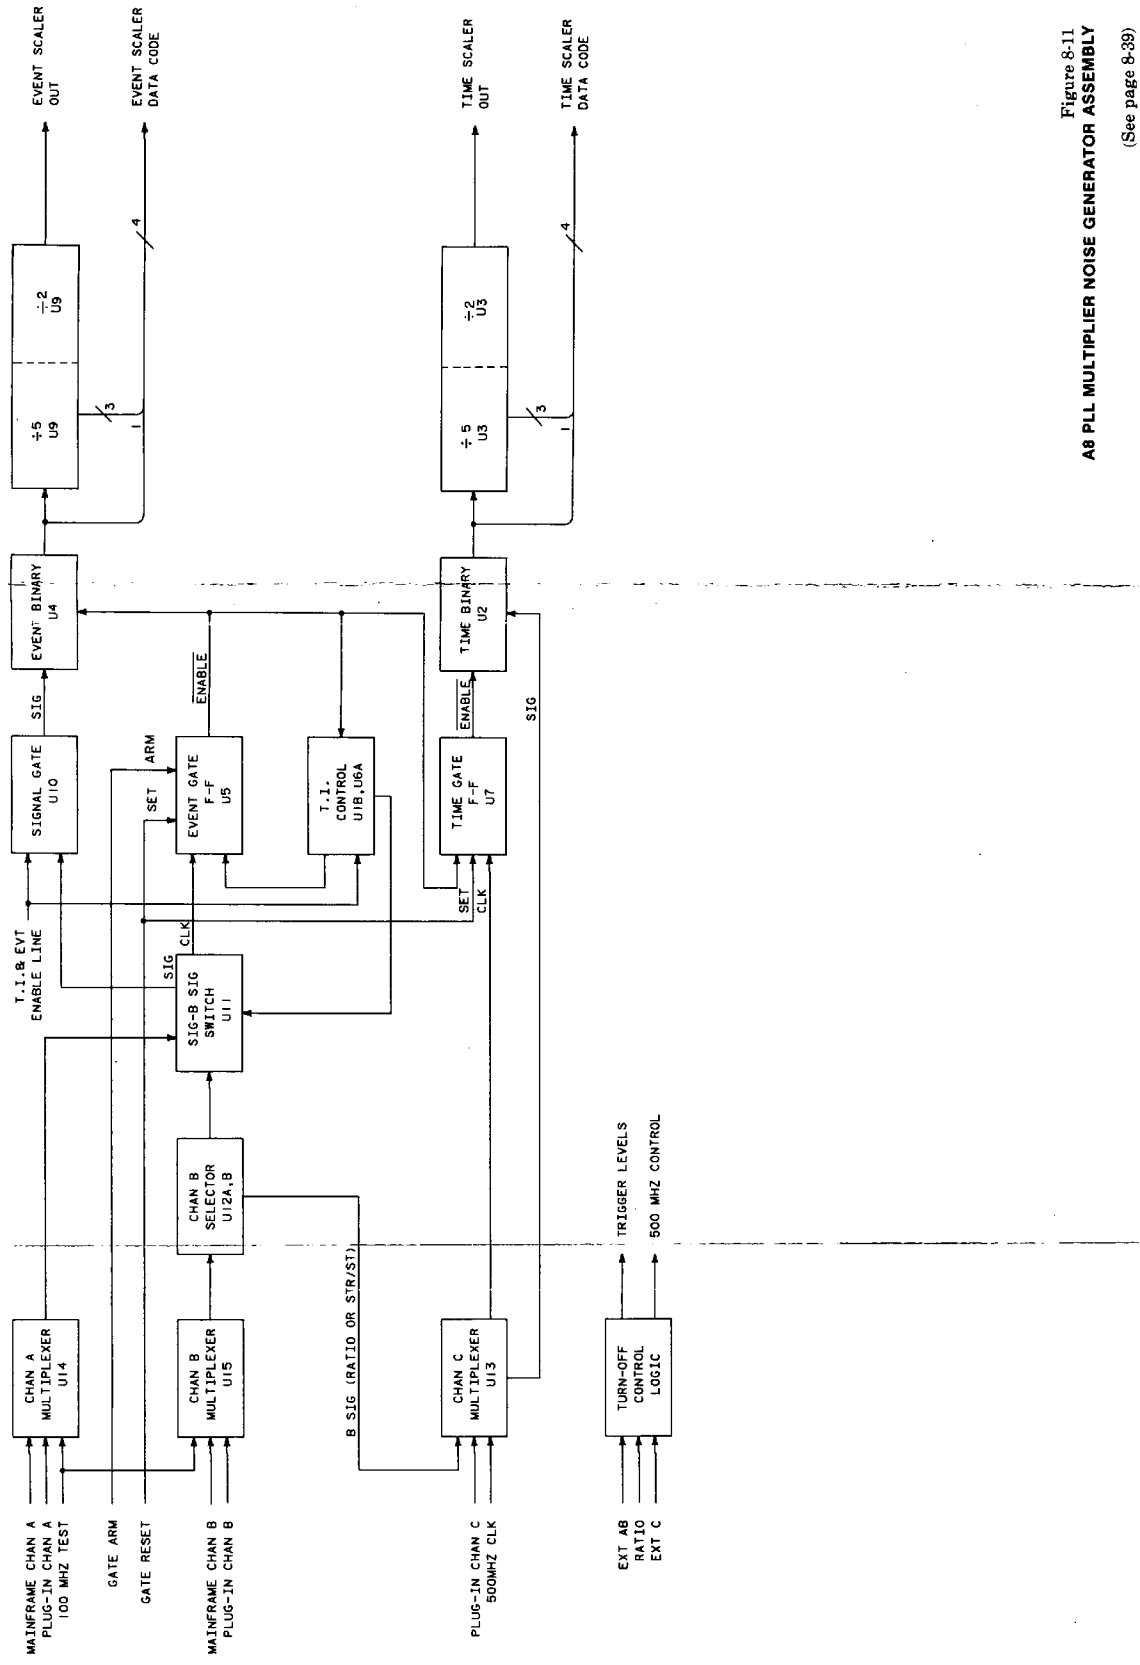 MAINFRAME CHAN A
PLUG-IN CHAN A
100 MHZ TEST
GATE ARM
GATE RESET
MAINFRAME CHAN B
PLUG-IN CHAN B
PLUG-IN CHAN C
500MHZ CLK
EXT AB
RATIO
EXT C
CHAN A
MULTIPLEXER
U14
CHAN B
MULTIPLEXER
U15
B SIG (RATIO OR STR/ST)
CHAN C
MULTIPLEXER
U13
TURN-OFF
CONTROL
LOGIC
TRIGGER LEVELS
500 MHZ CONTROL
CHAN B
SELECTOR
U12A,B
T.I.& EVT
ENABLE LINE
SIG
CLK
SIG-B SIG
SWITCH
U11
SIGNAL GATE
U10
SIG
SET
ARM
EVENT GATE
F-F
U5
ENABLE
T.I.
CONTROL
U1B,U6A
SET
CLK
TIME GATE
F-F
U7
ENABLE
SIG
EVENT BINARY
U4
TIME BINARY
U2
÷5
U9
÷2
U9
3
1
4
÷5
U3
÷2
U3
3
1
4
EVENT SCALER
OUT
EVENT SCALER
DATA CODE
TIME SCALER
OUT
TIME SCALER
DATA CODE
Figure 8-11
A8 PLL MULTIPLIER NOISE GENERATOR ASSEMBLY
(See page 8-39)